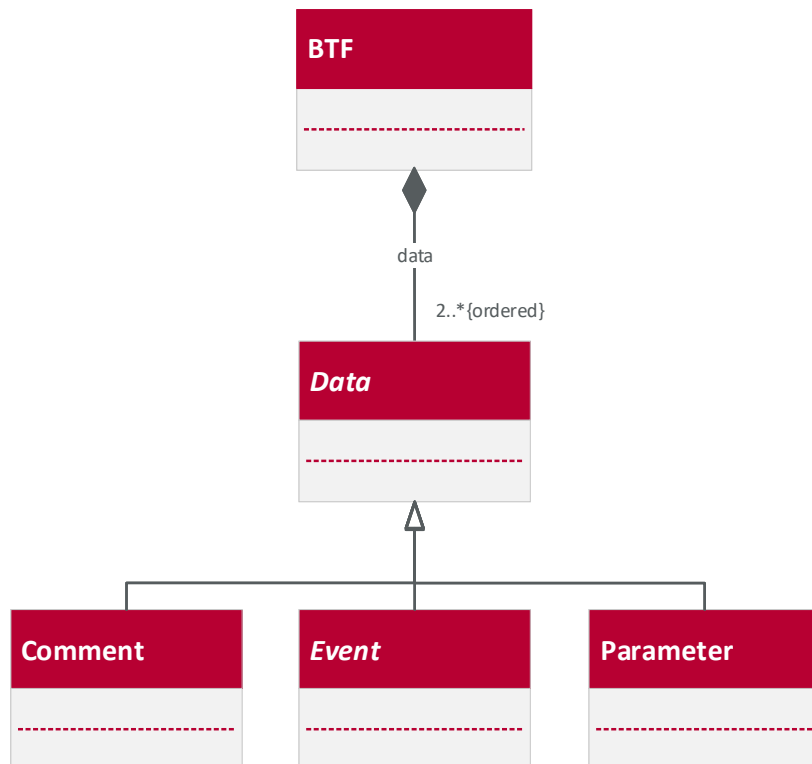 BTF
data
2..*{ordered}
Data
Comment
Event
Parameter